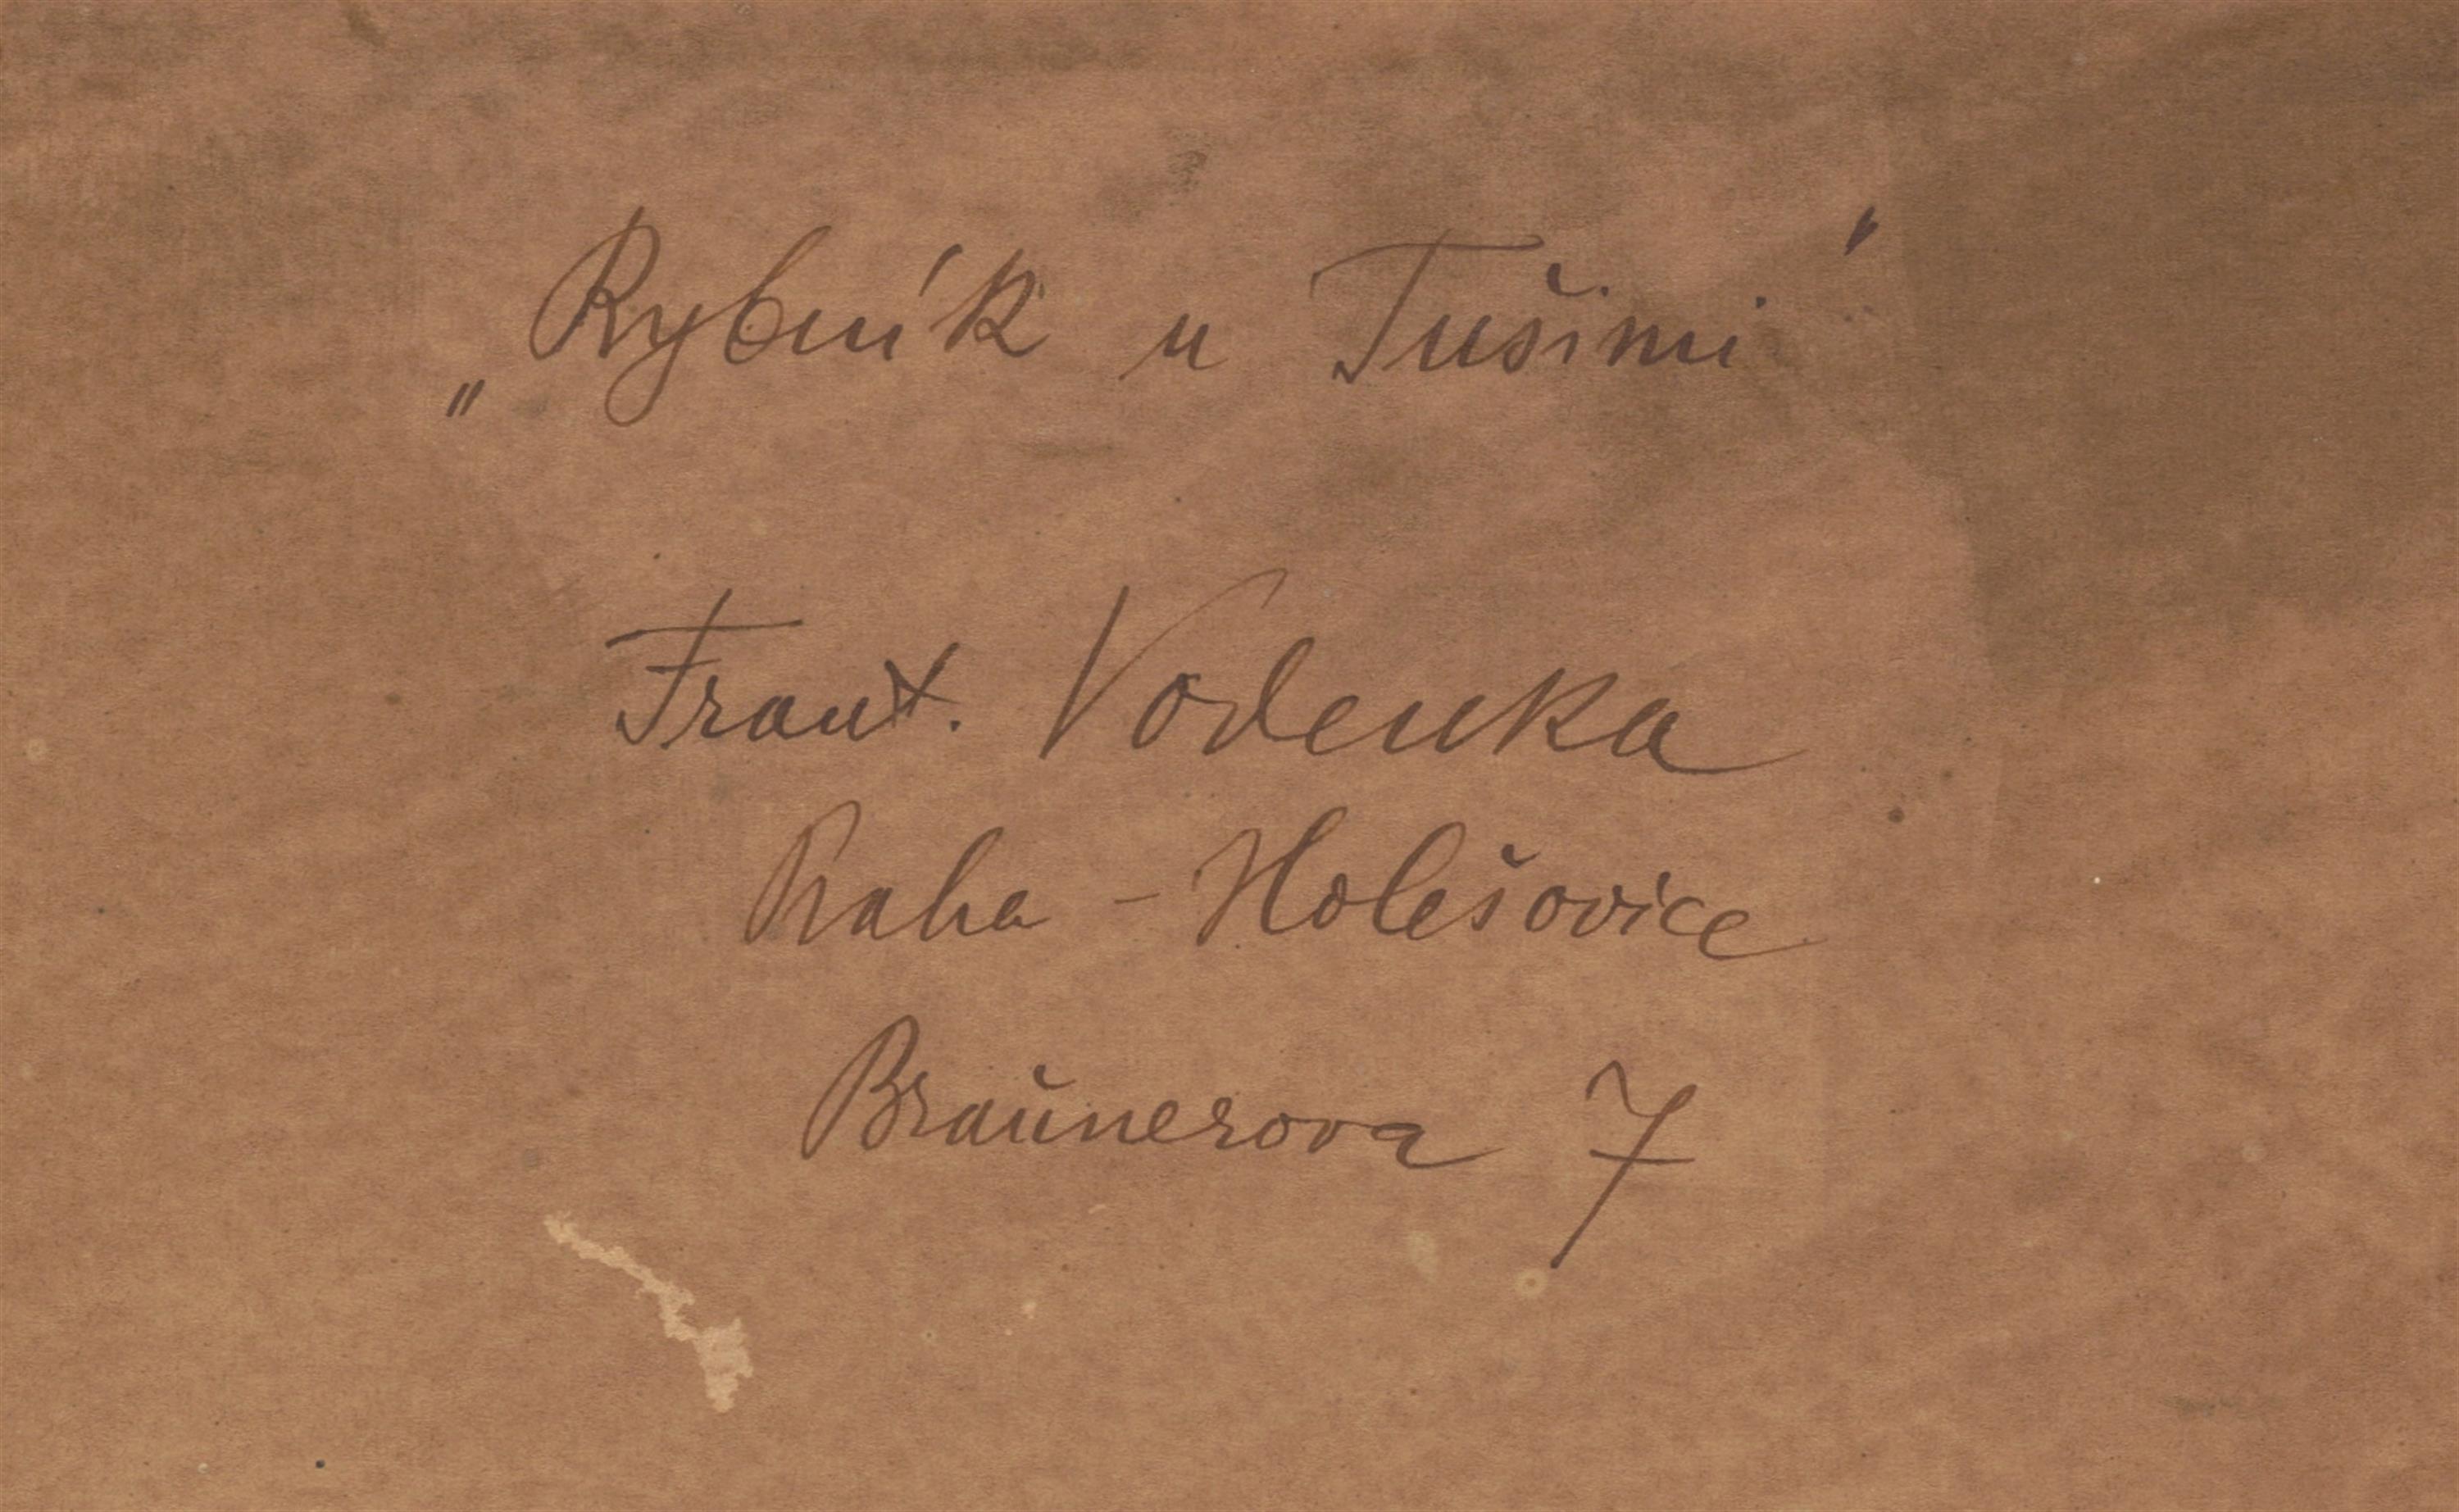 „Rybník u Tušimi"
Frant. Vodenka
Praha - Holešovice
Braunerova 7